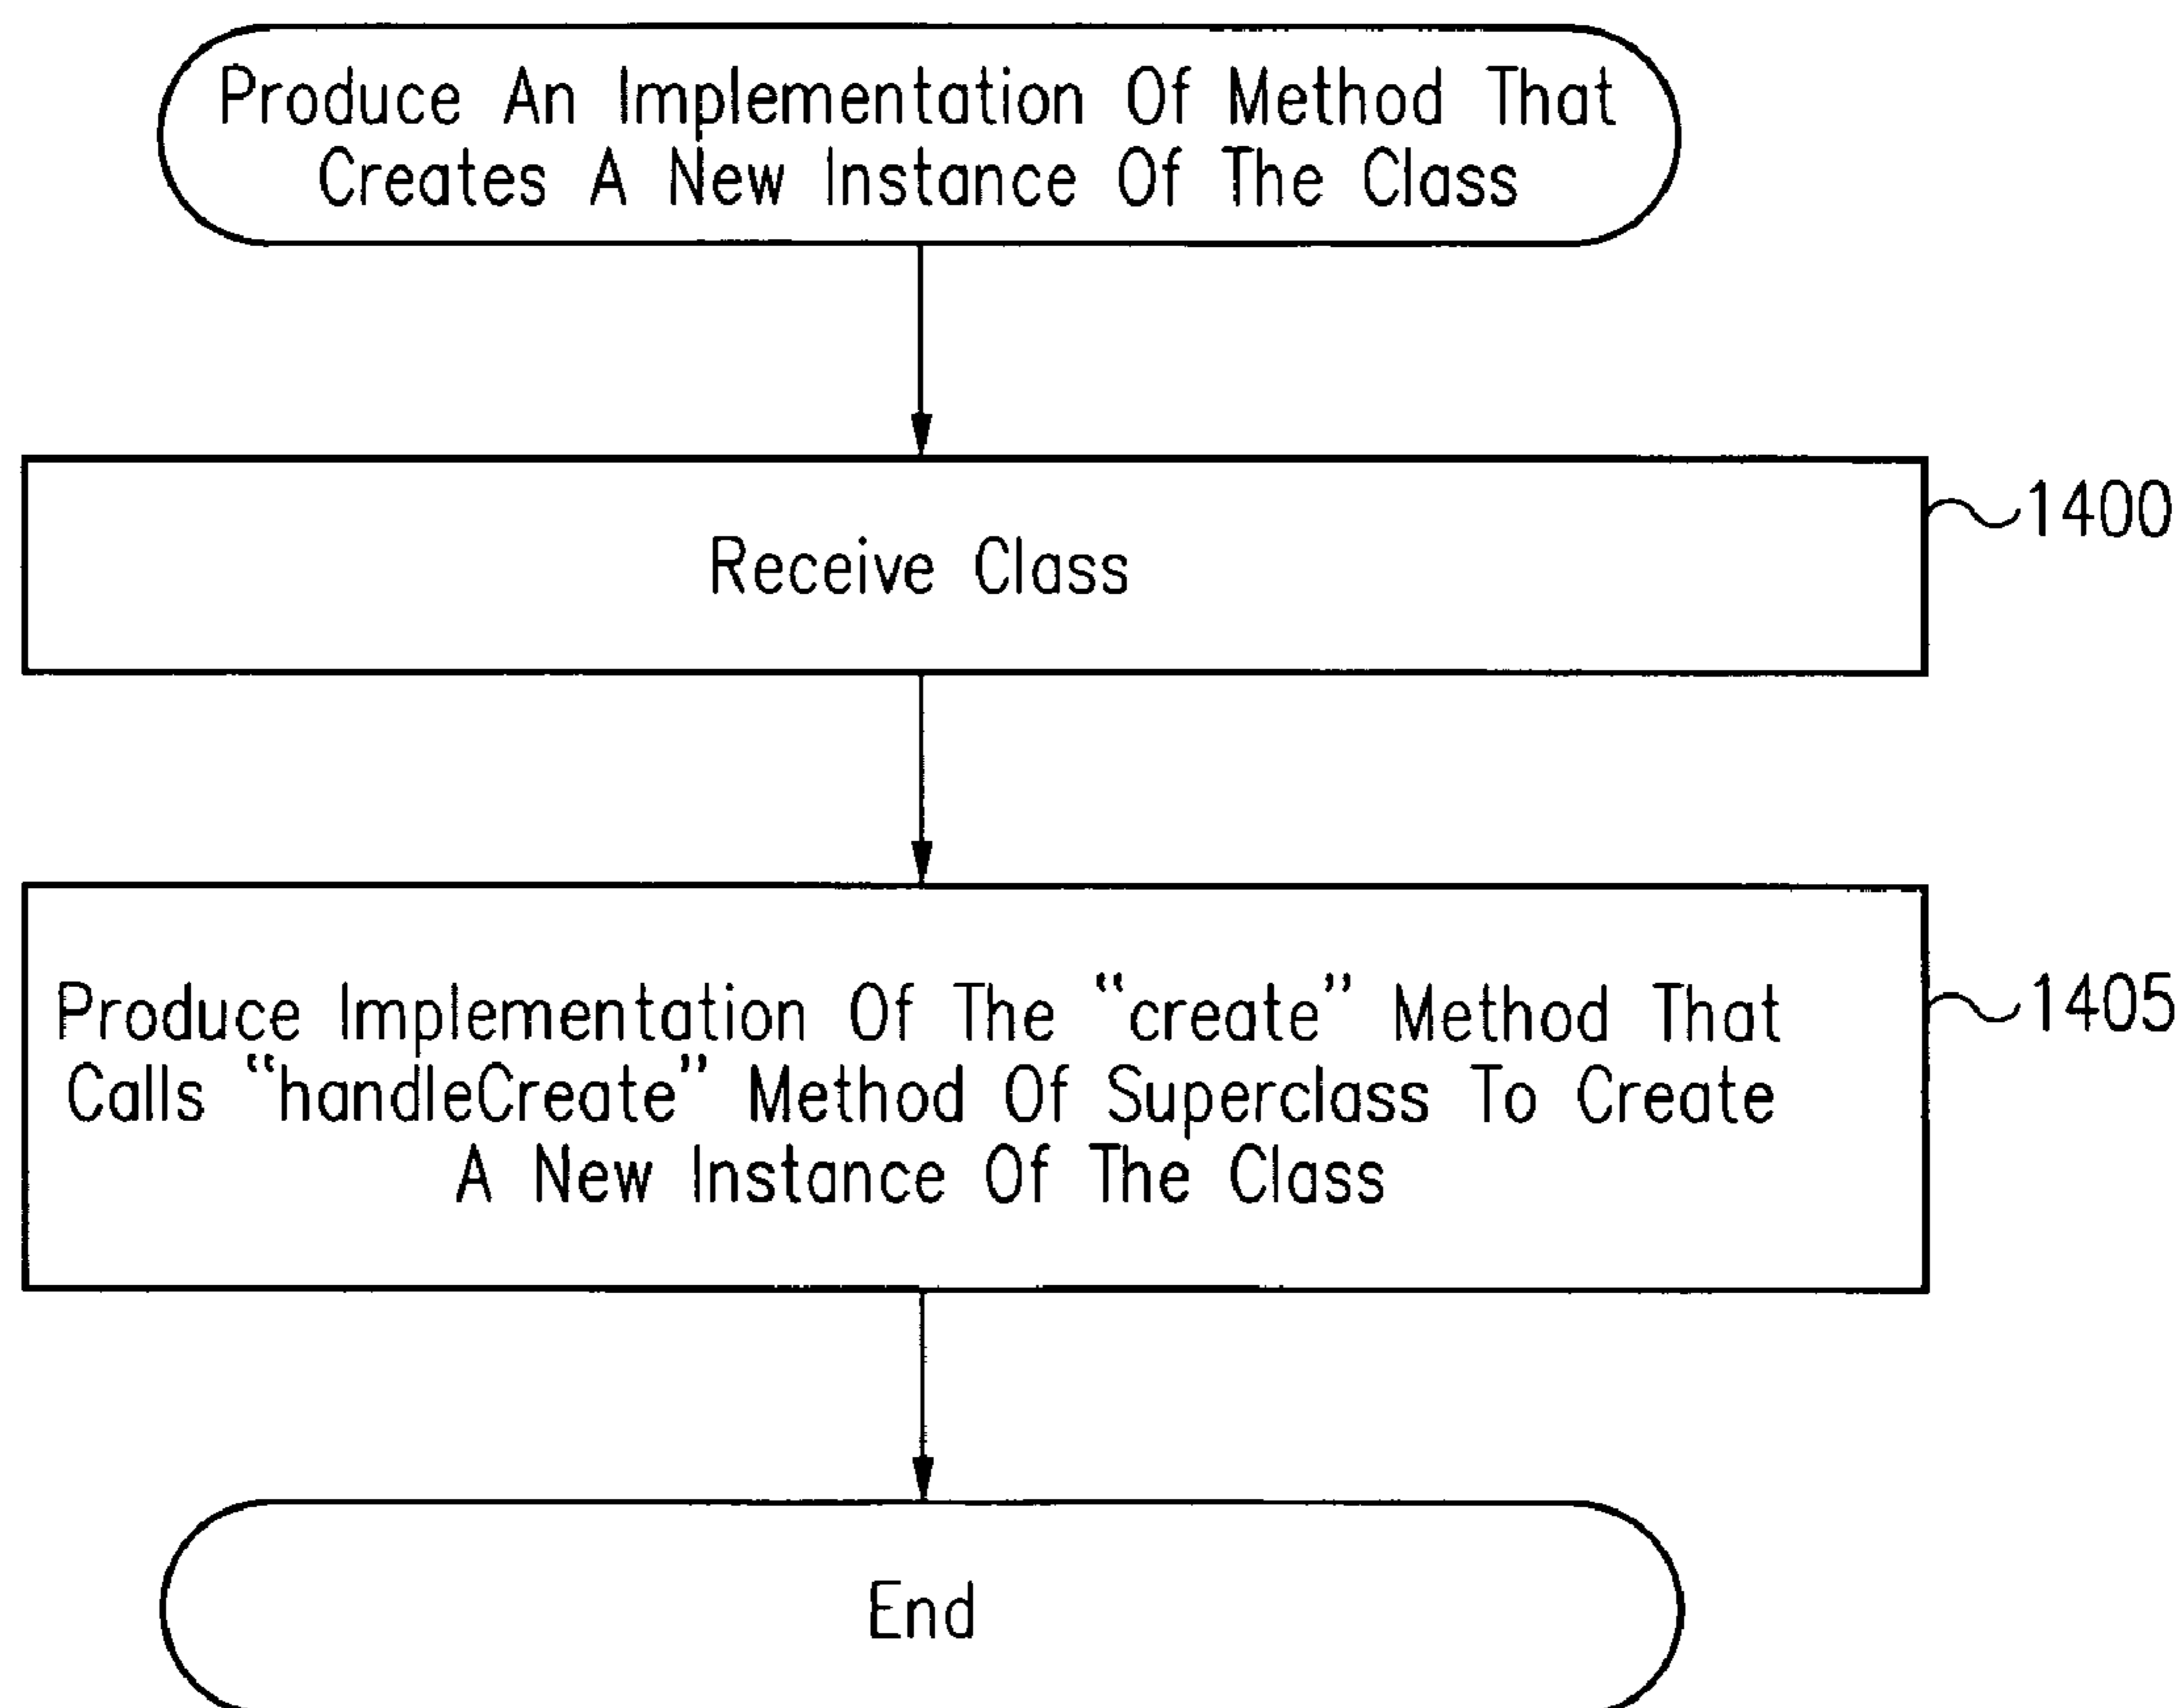 Produce An Implementation Of Method That
Creates A New Instance Of The Class
1400
Receive Class
1405
Produce Implementation Of The “create” Method That
Calls “handleCreate” Method Of Superclass To Create
A New Instance Of The Class
End